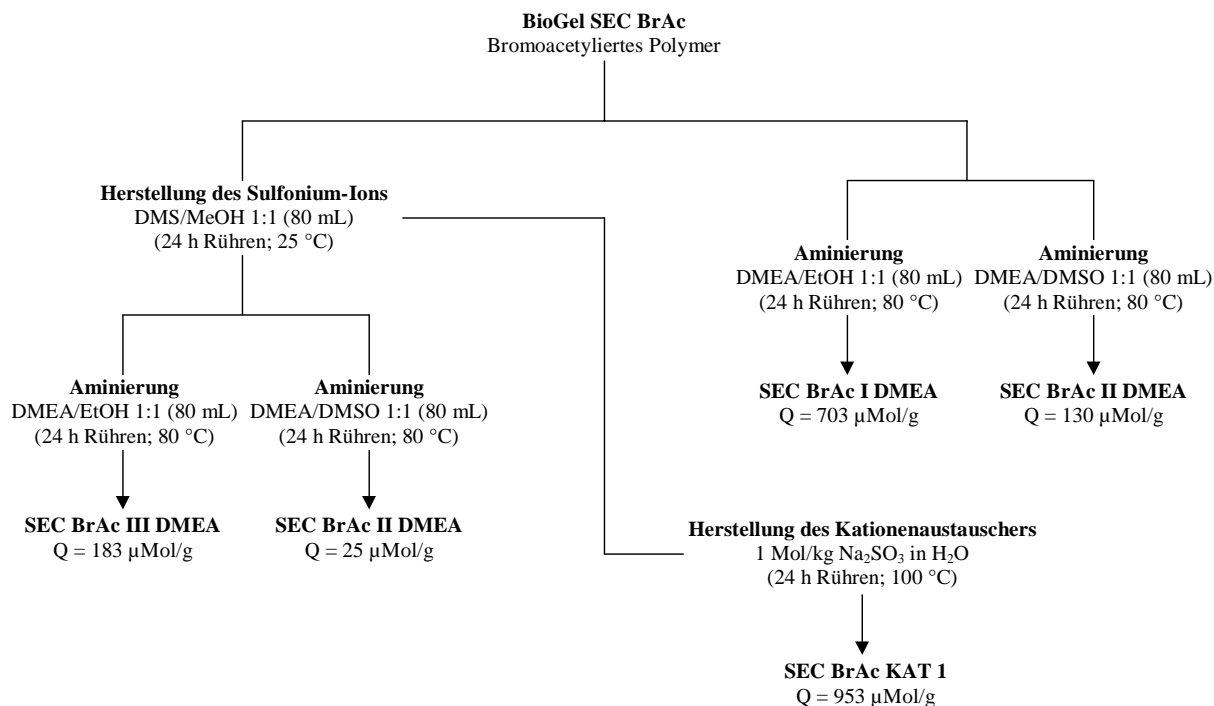 BioGel SEC BrAc
Bromoacetyliertes Polymer
Herstellung des Sulfonium-Ions
DMS/MeOH 1:1 (80 mL)
(24 h Rühren; 25 °C)
Aminierung
DMEA/EtOH 1:1 (80 mL)
(24 h Rühren; 80 °C)
Aminierung
DMEA/DMSO 1:1 (80 mL)
(24 h Rühren; 80 °C)
SEC BrAc I DMEA
Q = 703 µMol/g
SEC BrAc II DMEA
Q = 130 µMol/g
Aminierung
DMEA/EtOH 1:1 (80 mL)
(24 h Rühren; 80 °C)
Aminierung
DMEA/DMSO 1:1 (80 mL)
(24 h Rühren; 80 °C)
SEC BrAc III DMEA
Q = 183 µMol/g
SEC BrAc II DMEA
Q = 25 µMol/g
Herstellung des Kationenaustauschers
1 Mol/kg Na₂SO₃ in H₂O
(24 h Rühren; 100 °C)
SEC BrAc KAT 1
Q = 953 µMol/g